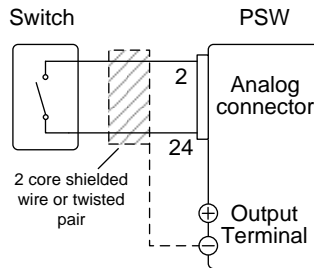 Switch
PSW
2
Analog
connector
24
2 core shielded
wire or twisted
pair
Output
Terminal